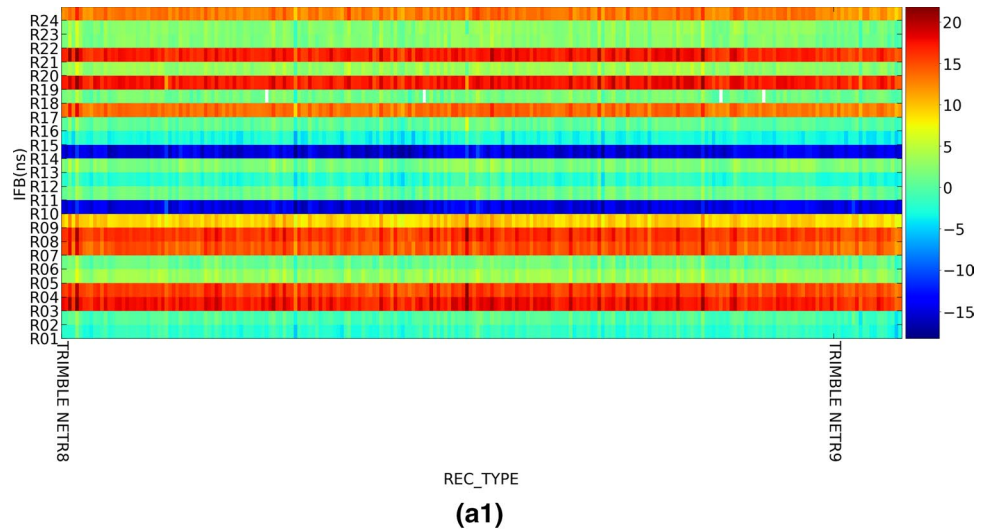 R24
R23
R22
R21
R20
R19
R18
R17
R16
R15
R14
R12
R11
R10
R09
R08
R06
R05
R04
R03
R02
R01
IFB(ns)
20
15
10
5
0
−5
−10
−15
TRIMBLE NETR8
TRIMBLE NETR9
REC_TYPE
(a1)